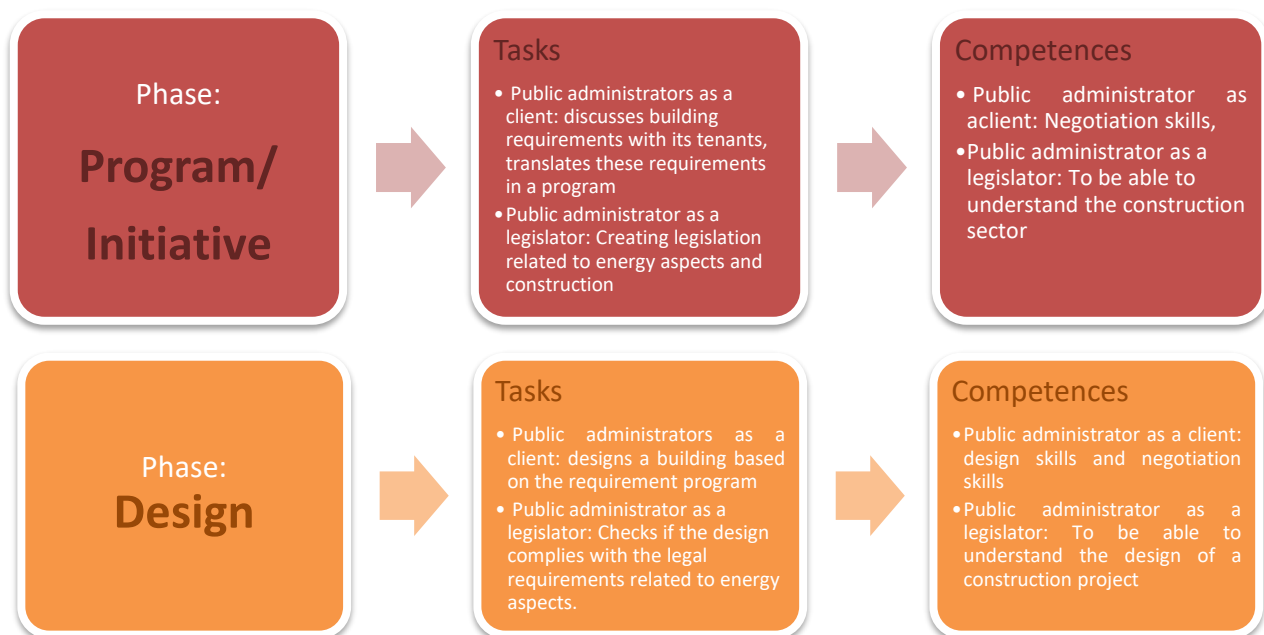 Phase:
Program/
Initiative
Tasks
• Public administrators as a
client: discusses building
requirements with its tenants,
translates these requirements
in a program
•Public administrator as a
legislator: Creating legislation
related to energy aspects and
construction
Competences
• Public administrator as
aclient: Negotiation skills,
•Public administrator as a
legislator: To be able to
understand the construction
sector
Phase:
Design
Tasks
• Public administrators as a
client: designs a building based
on the requirement program
• Public administrator as a
legislator: Checks if the design
complies with the legal
requirements related to energy
aspects.
Competences
•Public administrator as a client:
design skills and negotiation
skills
•Public administrator as a
legislator: To be able to
understand the design of a
construction project